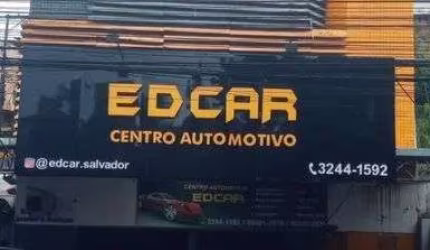 EDCAR
CENTRO AUTOMOTIVO
@edcar.salvador
3244-1592
CENTRO AUTOMOTIVO
EDCAR